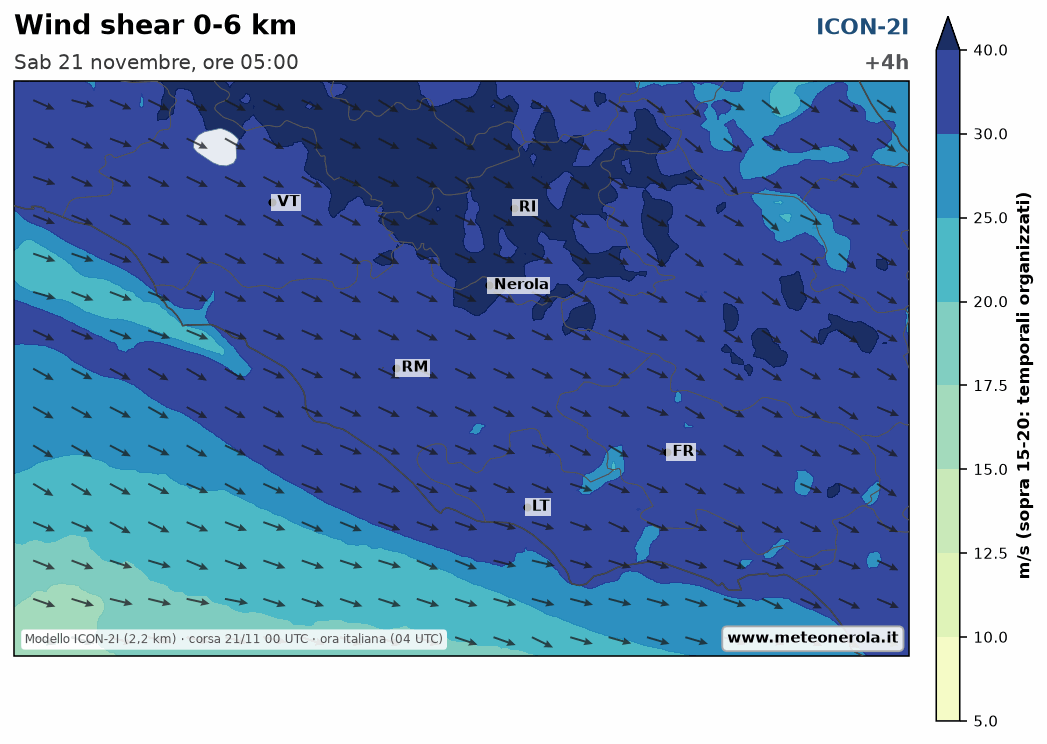 Wind shear 0-6 km
ICON-2I
Sab 21 novembre, ore 05:00
+4h
40.0
30.0
25.0
20.0
17.5
15.0
12.5
10.0
5.0
m/s (sopra 15-20: temporali organizzati)
VT
RI
Nerola
RM
FR
LT
Modello ICON-2I (2,2 km) · corsa 21/11 00 UTC · ora italiana (04 UTC)
www.meteonerola.it